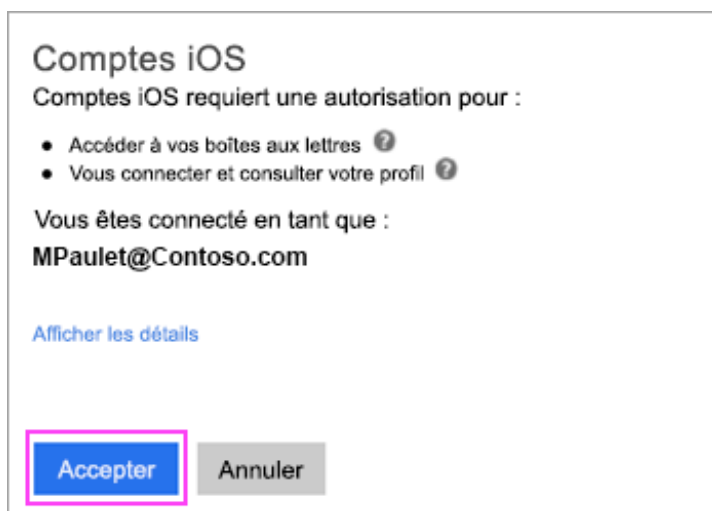 Comptes iOS
Comptes iOS requiert une autorisation pour :
• Accéder à vos boîtes aux lettres ?
• Vous connecter et consulter votre profil ?
Vous êtes connecté en tant que :
MPaulet@Contoso.com
Afficher les détails
Accepter Annuler